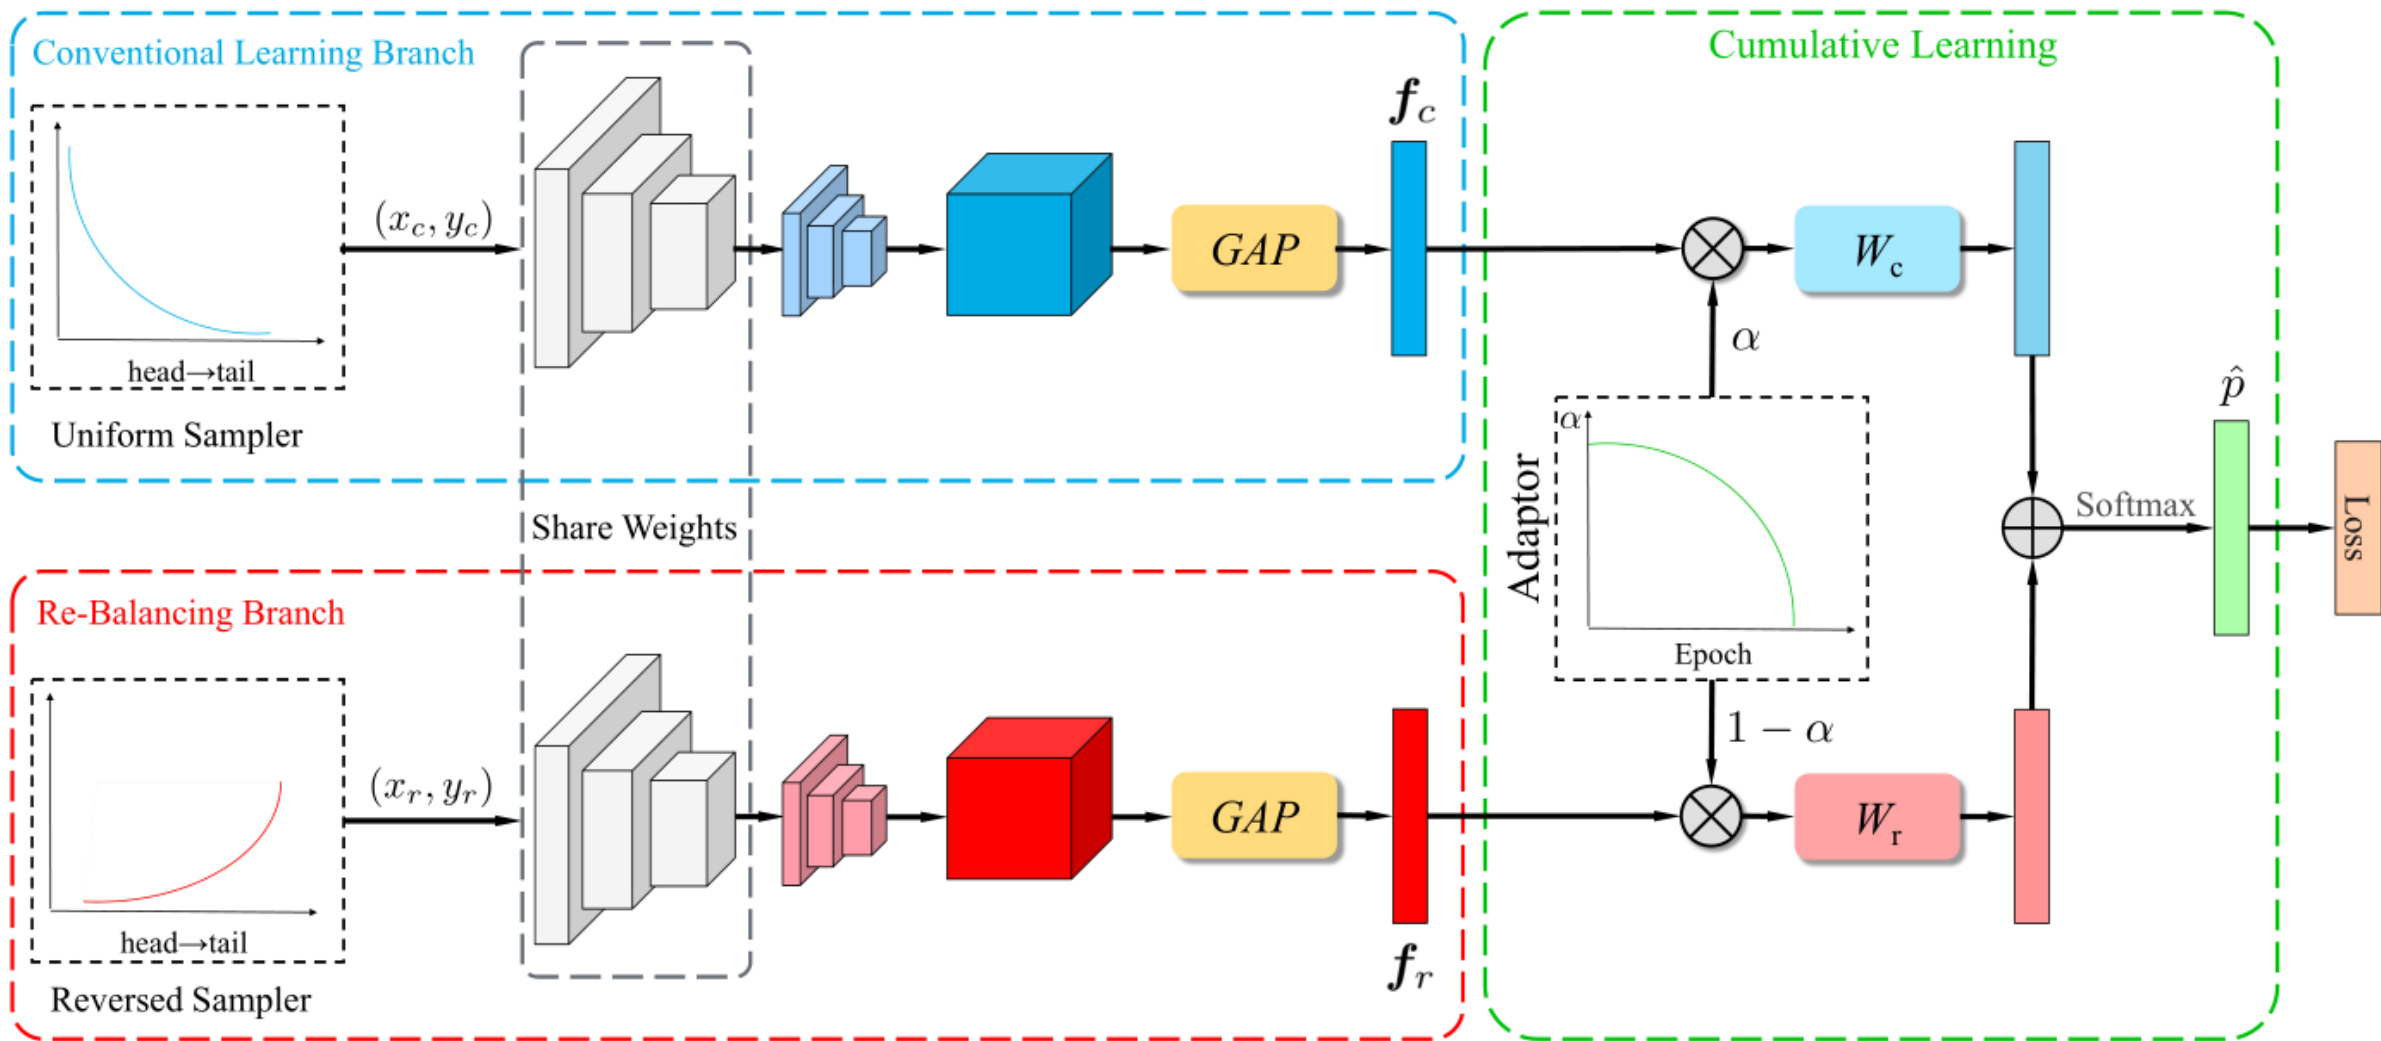 Conventional Learning Branch
head→tail
Uniform Sampler
(x_c, y_c)
GAP
f_c
Share Weights
Re-Balancing Branch
head→tail
Reversed Sampler
(x_r, y_r)
GAP
f_r
Cumulative Learning
α
W_c
Adaptor
α
Epoch
1 − α
W_r
Softmax
p̂
Loss